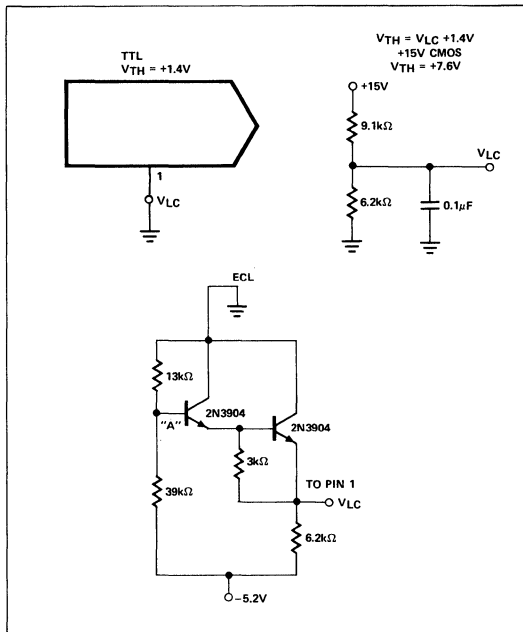 TTL
VTH = +1.4V
1
VLC
VTH = VLC +1.4V
+15V CMOS
VTH = +7.6V
+15V
9.1kΩ
VLC
6.2kΩ
0.1μF
ECL
13kΩ
2N3904
"A"
2N3904
3kΩ
TO PIN 1
VLC
39kΩ
6.2kΩ
-5.2V